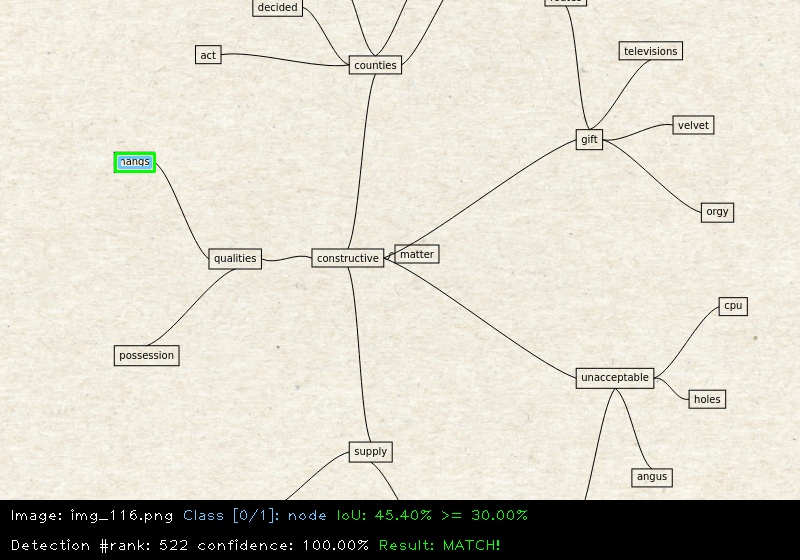 decided
act
counties
televisions
velvet
gift
hangs
orgy
qualities
constructive
matter
cpu
possession
unacceptable
holes
supply
angus
Image: img_116.png Class [0/1]: node IoU: 45.40% >= 30.00%
Detection #rank: 522 confidence: 100.00% Result: MATCH!